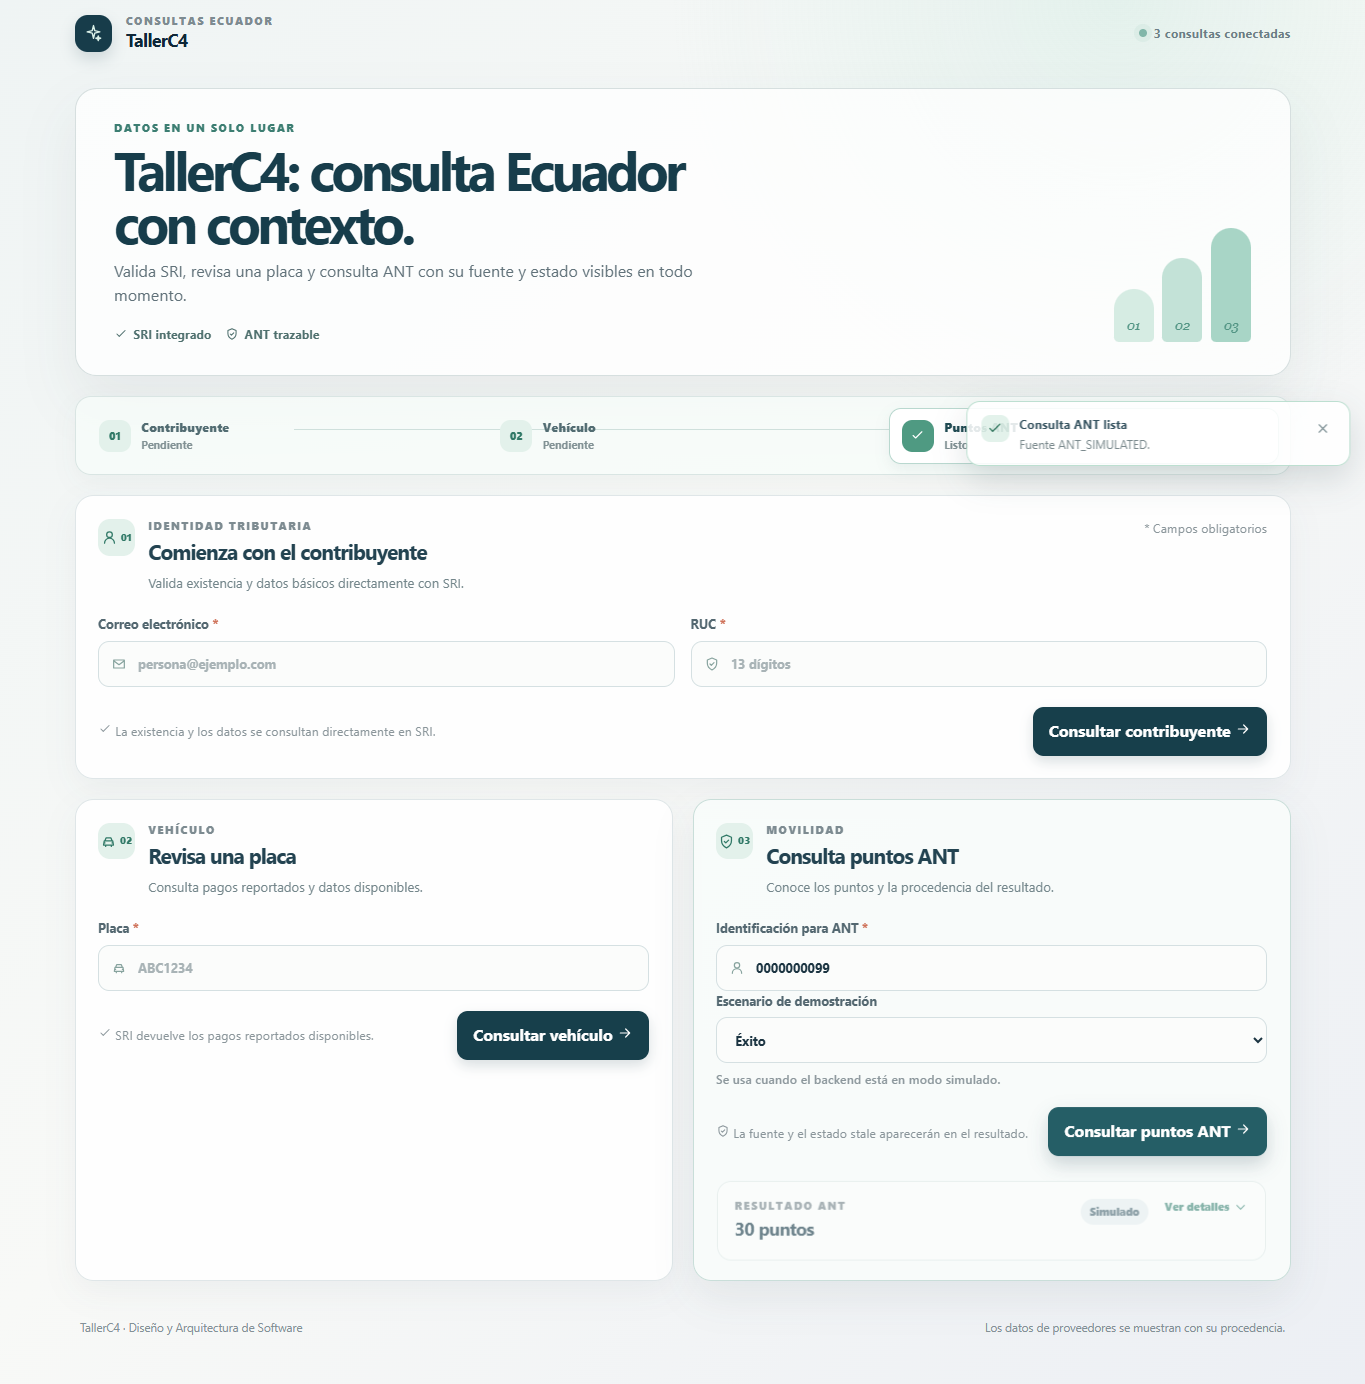 CONSULTAS ECUADOR
TallerC4
3 consultas conectadas
DATOS EN UN SOLO LUGAR
TallerC4: consulta Ecuador
con contexto.
Valida SRI, revisa una placa y consulta ANT con su fuente y estado visibles en todo
momento.
SRI integrado ANT trazable
01 02 03
01 Contribuyente
Pendiente
02 Vehículo
Pendiente
Puntos ANT
Listo
Consulta ANT lista
Fuente ANT_SIMULATED.
01
IDENTIDAD TRIBUTARIA
Comienza con el contribuyente
Valida existencia y datos básicos directamente con SRI.
* Campos obligatorios
Correo electrónico *
persona@ejemplo.com
RUC *
13 dígitos
La existencia y los datos se consultan directamente en SRI.
Consultar contribuyente
02
VEHÍCULO
Revisa una placa
Consulta pagos reportados y datos disponibles.
Placa *
ABC1234
SRI devuelve los pagos reportados disponibles.
Consultar vehículo
03
MOVILIDAD
Consulta puntos ANT
Conoce los puntos y la procedencia del resultado.
Identificación para ANT *
0000000099
Escenario de demostración
Éxito
Se usa cuando el backend está en modo simulado.
La fuente y el estado stale aparecerán en el resultado.
Consultar puntos ANT
RESULTADO ANT
30 puntos
Simulado
Ver detalles
TallerC4 · Diseño y Arquitectura de Software
Los datos de proveedores se muestran con su procedencia.